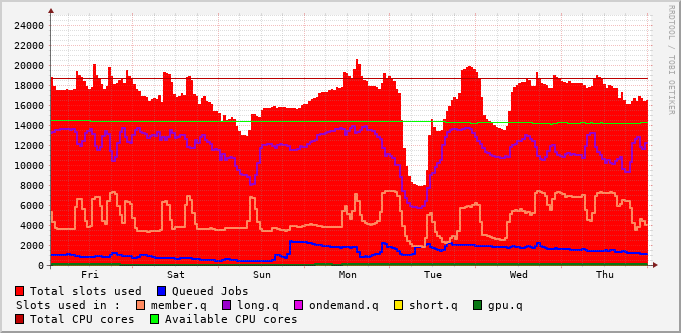 24000
22000
20000
18000
16000
14000
12000
10000
8000
6000
4000
2000
0
Fri Sat Sun Mon Tue Wed Thu
RRDTOOL / TOBI OETIKER
Total slots used Queued Jobs
Slots used in : member.q long.q ondemand.q short.q gpu.q
Total CPU cores Available CPU cores